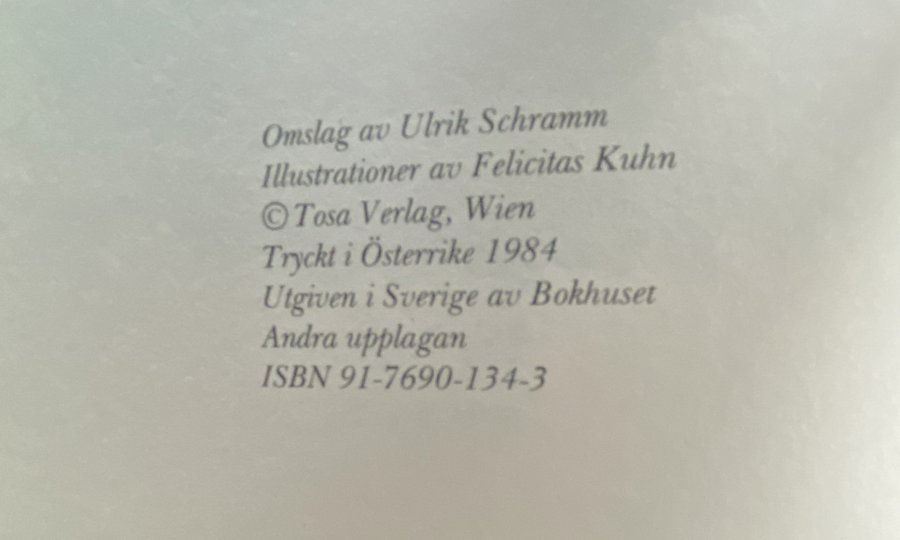 Omslag av Ulrik Schramm
Illustrationer av Felicitas Kuhn
© Tosa Verlag, Wien
Tryckt i Österrike 1984
Utgiven i Sverige av Bokhuset
Andra upplagan
ISBN 91-7690-134-3